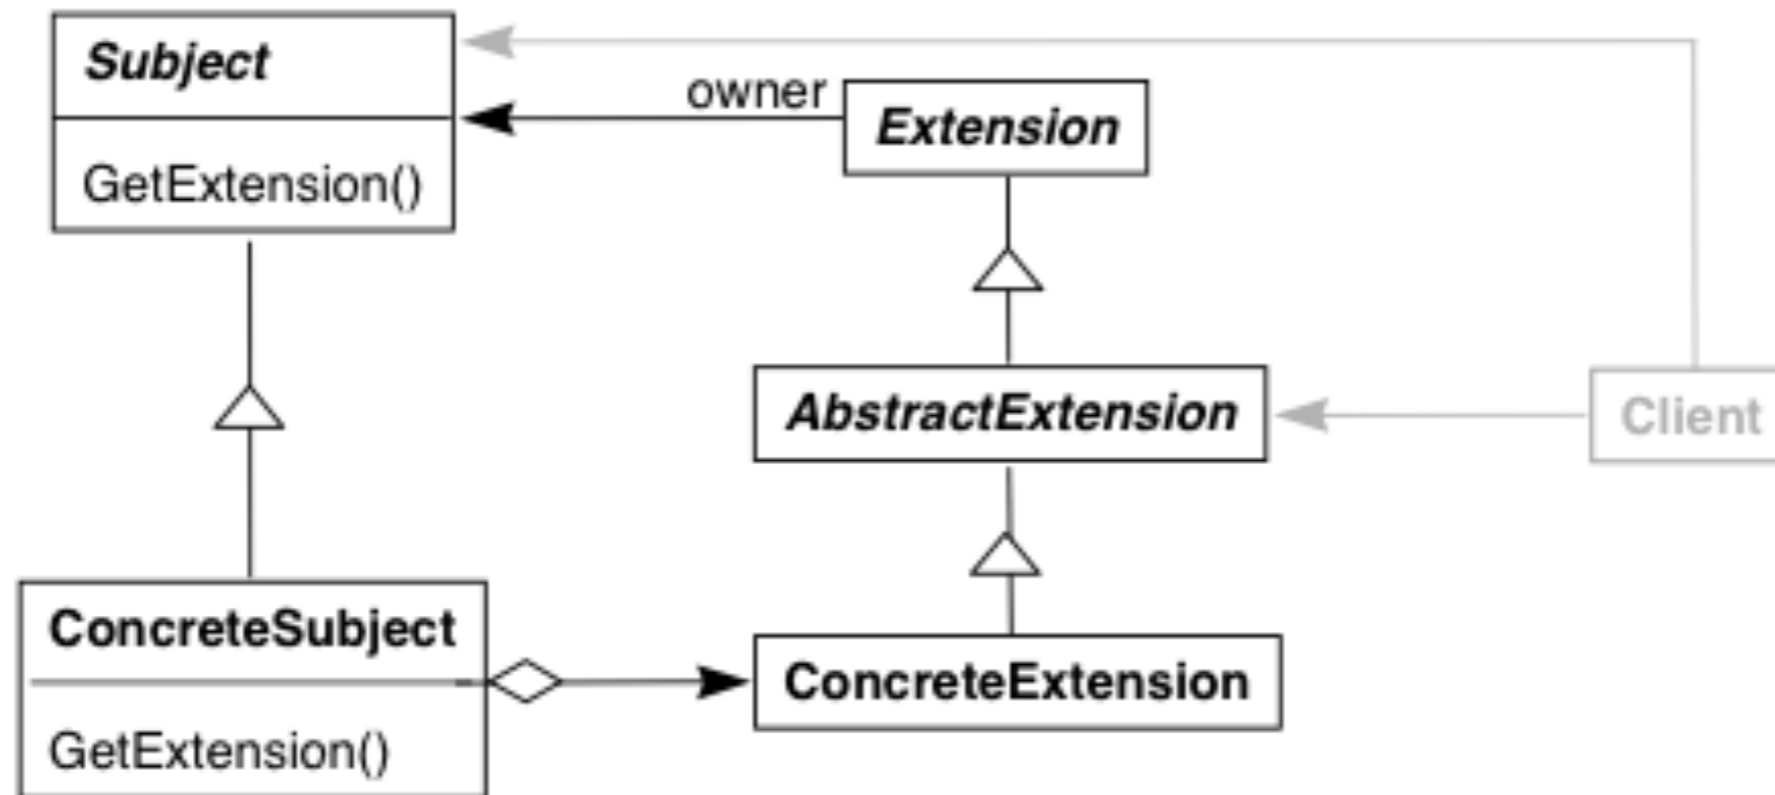 Subject
GetExtension()
owner
Extension
AbstractExtension
Client
ConcreteSubject
GetExtension()
ConcreteExtension